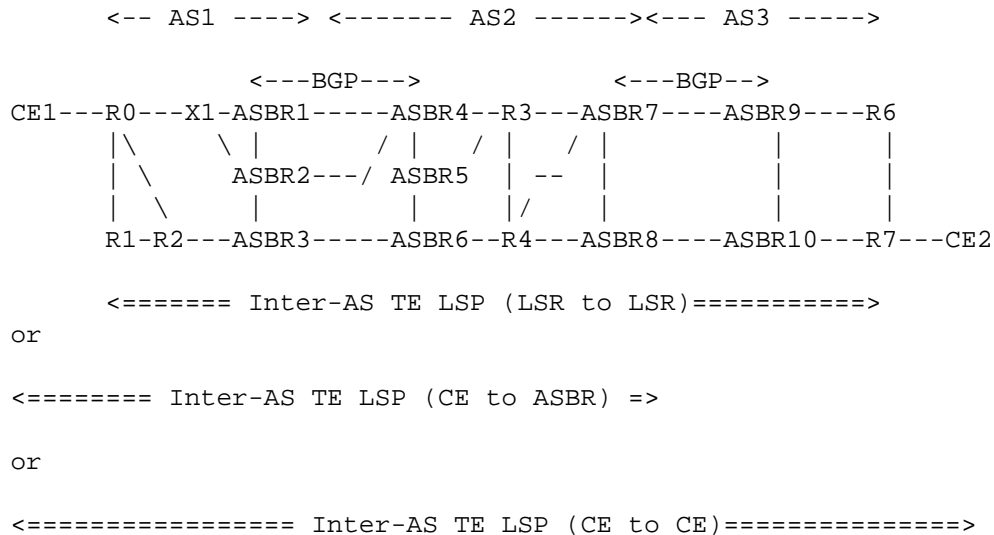 <-- AS1 ----> <------- AS2 ------><--- AS3 ----->
<---BGP---> <---BGP-->
CE1---R0---X1-ASBR1-----ASBR4--R3---ASBR7----ASBR9----R6
|\ \ | / | / | / | | |
| \ ASBR2---/ ASBR5 | -- | | |
| \ | | |/ | | |
R1-R2---ASBR3-----ASBR6--R4---ASBR8----ASBR10---R7---CE2
<======= Inter-AS TE LSP (LSR to LSR)===========>
or
<======== Inter-AS TE LSP (CE to ASBR) =>
or
<================= Inter-AS TE LSP (CE to CE)===============>